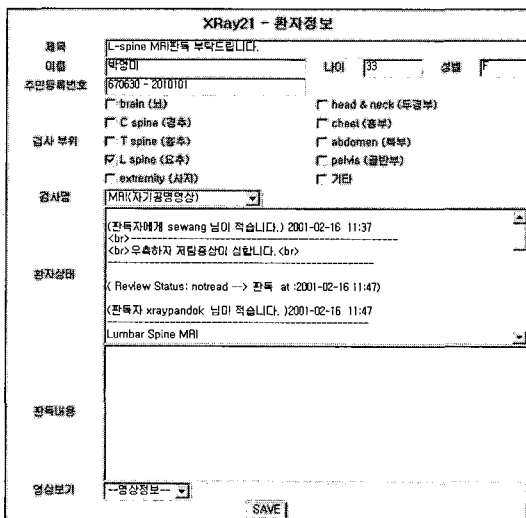 XRay21 - 환자정보
제목 L-spine MRI판독 부탁드립니다.
이름 박영미 나이 33 성별 F
주민등록번호 670630 - 2010101
검사 부위
brain (뇌) head & neck (두경부)
C spine (경추) chest (흉부)
T spine (흉추) abdomen (복부)
L spine (요추) pelvis (골반부)
extremity (사지) 기타
검사명 MRI(자기공명영상)
환자상태
(판독자에게 sewang 님이 적습니다.) 2001-02-16 11:37
<br>----------------------------------------
<br>우측하지 저림증상이 심합니다.<br>
----------------------------------------
( Review Status: notread --> 판독 at :2001-02-16 11:47)
(판독자 xraypandok 님이 적습니다. )2001-02-16 11:47
----------------------------------------
Lumbar Spine MRI
판독내용
영상보기 --영상정보--
SAVE